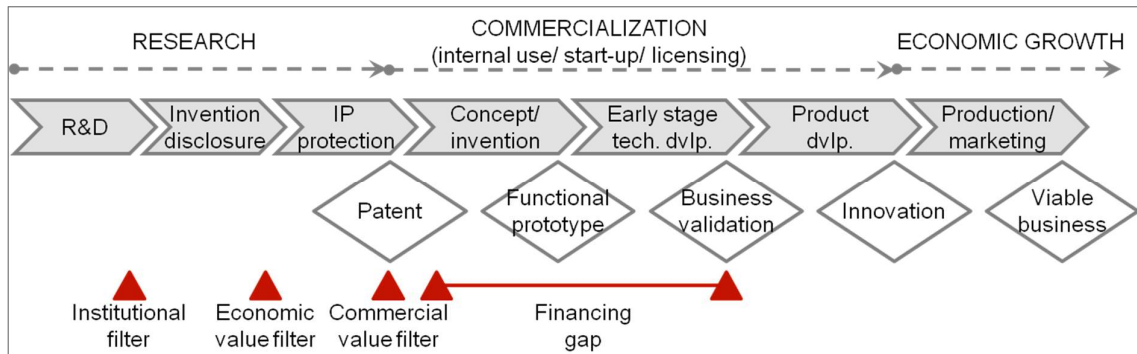 RESEARCH
COMMERCIALIZATION
(internal use/ start-up/ licensing)
ECONOMIC GROWTH
R&D
Invention
disclosure
IP
protection
Concept/
invention
Early stage
tech. dvlp.
Product
dvlp.
Production/
marketing
Patent
Functional
prototype
Business
validation
Innovation
Viable
business
Institutional
filter
Economic
value filter
Commercial
value filter
Financing
gap